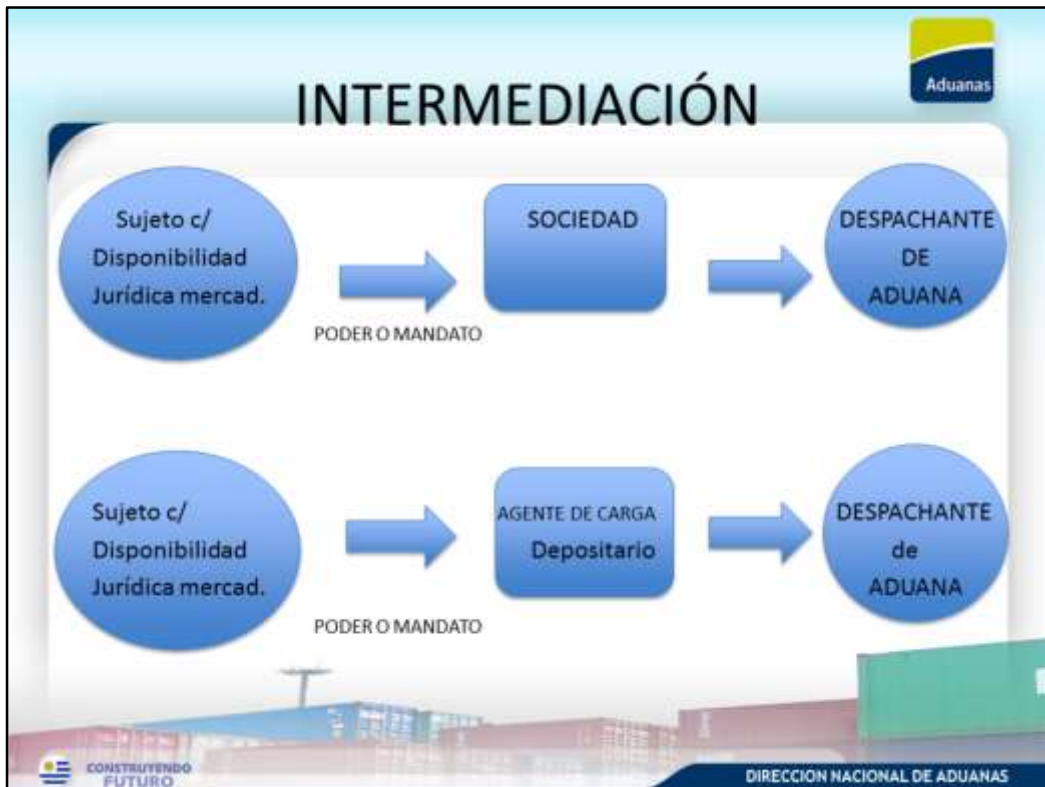 Aduanas
INTERMEDIACIÓN
Sujeto c/
Disponibilidad
Jurídica mercad.
PODER O MANDATO
SOCIEDAD
DESPACHANTE
DE
ADUANA
Sujeto c/
Disponibilidad
Jurídica mercad.
PODER O MANDATO
AGENTE DE CARGA
Depositario
DESPACHANTE
de
ADUANA
CONSTRUYENDO
FUTURO
DIRECCION NACIONAL DE ADUANAS